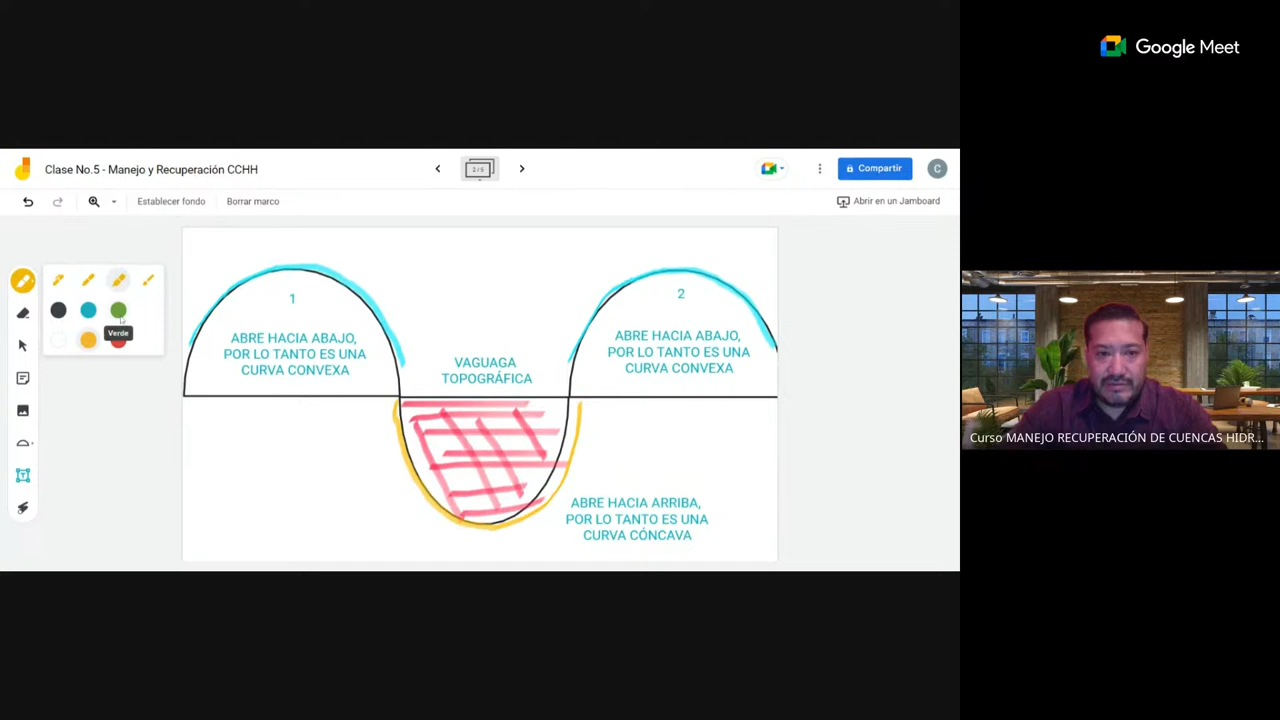 Google Meet
Clase No.5 - Manejo y Recuperación CCHH
2/5
Compartir
C
Establecer fondo
Borrar marco
Abrir en un Jamboard
Verde
1
ABRE HACIA ABAJO,
POR LO TANTO ES UNA
CURVA CONVEXA
VAGUAGA
TOPOGRÁFICA
2
ABRE HACIA ABAJO,
POR LO TANTO ES UNA
CURVA CONVEXA
ABRE HACIA ARRIBA,
POR LO TANTO ES UNA
CURVA CÓNCAVA
Curso MANEJO RECUPERACIÓN DE CUENCAS HIDR...